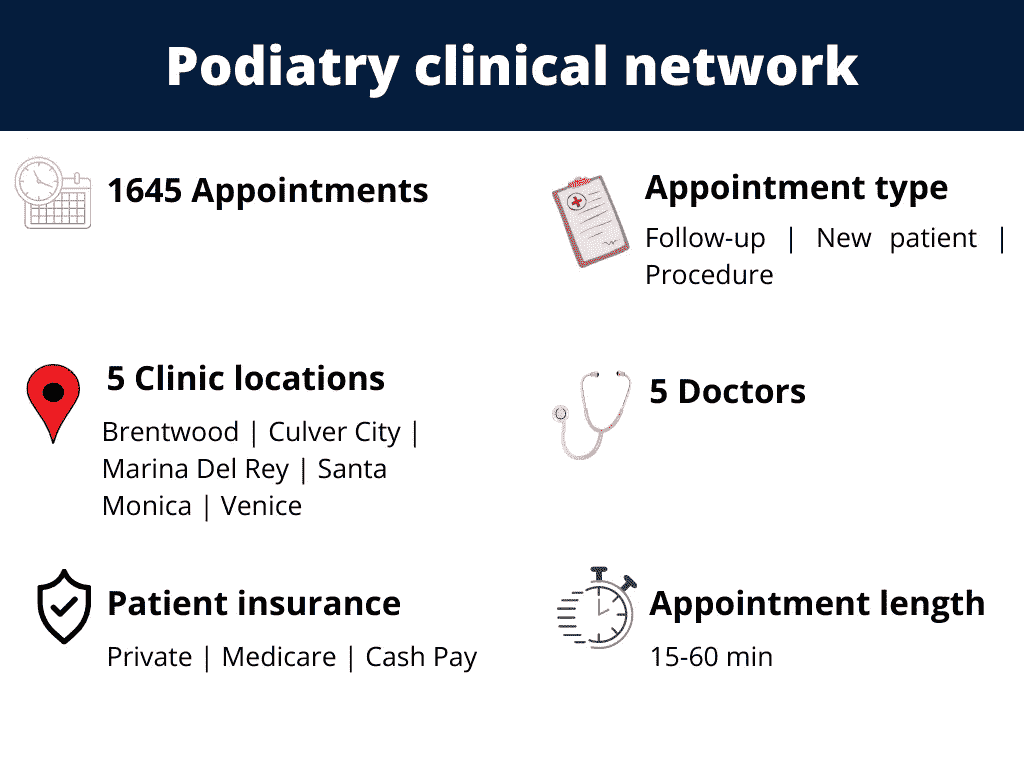 Podiatry clinical network
1645 Appointments
Appointment type
Follow-up | New patient |
Procedure
5 Clinic locations
Brentwood | Culver City |
Marina Del Rey | Santa
Monica | Venice
5 Doctors
Patient insurance
Private | Medicare | Cash Pay
Appointment length
15-60 min